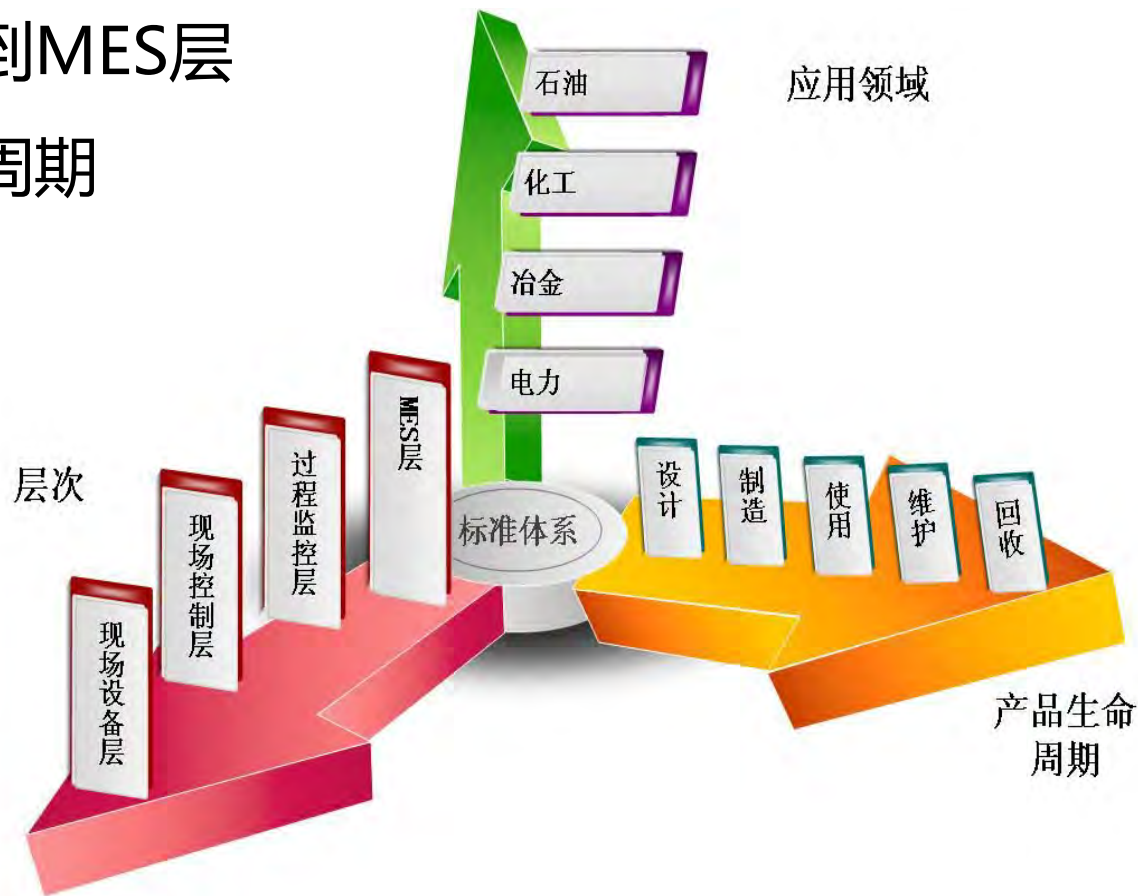 到MES层
周期
石油
应用领域
化工
冶金
电力
层次
MES层
过程监控层
现场控制层
现场设备层
标准体系
设计
制造
使用
维护
回收
产品生命
周期